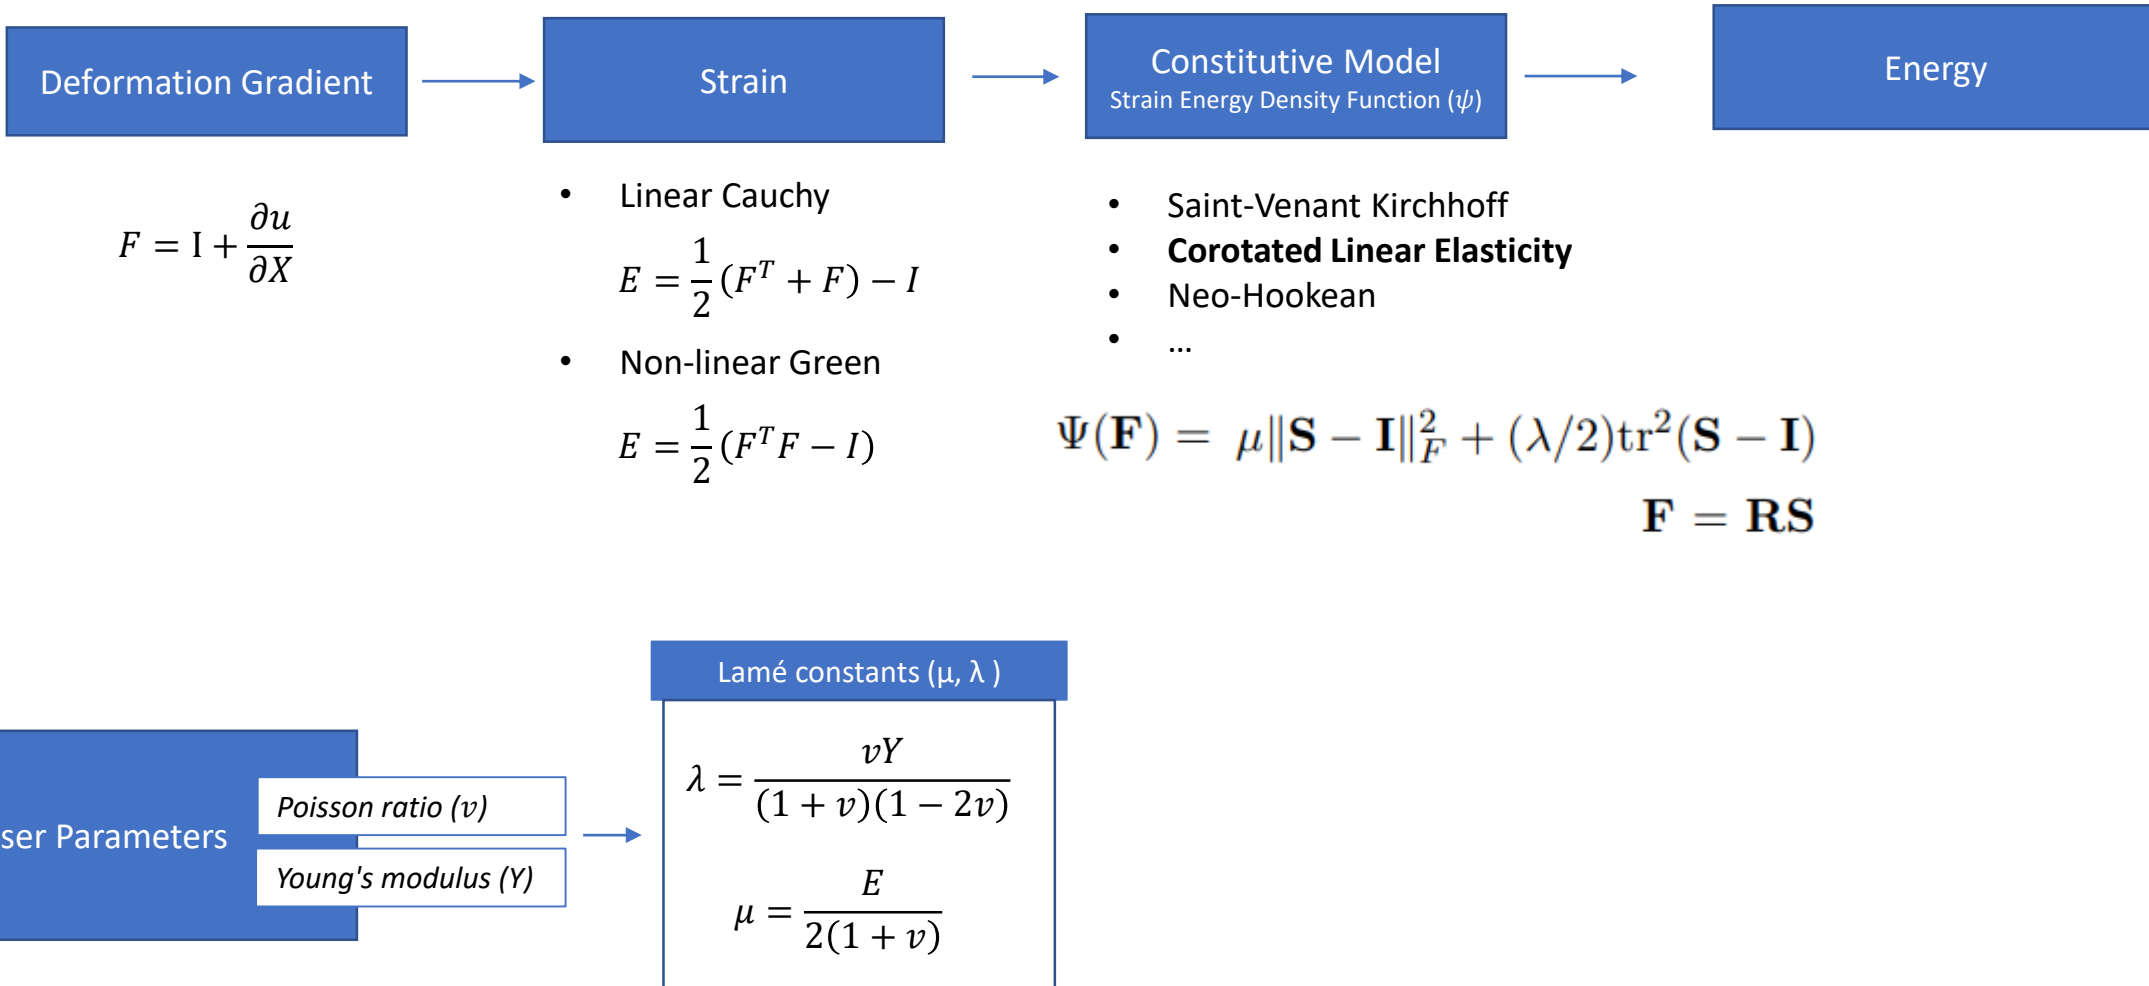 Deformation Gradient
Strain
Constitutive Model
Strain Energy Density Function (𝜓)
Energy
F = I + ∂u/∂X
• Linear Cauchy
E = 1/2 (F^T + F) − I
• Non-linear Green
E = 1/2 (F^T F − I)
• Saint-Venant Kirchhoff
• Corotated Linear Elasticity
• Neo-Hookean
• …
Ψ(F) = μ‖S − I‖²_F + (λ/2)tr²(S − I)
F = RS
ser Parameters
Poisson ratio (v)
Young's modulus (Y)
Lamé constants (μ, λ )
λ = vY/((1 + v)(1 − 2v))
μ = E/(2(1 + v))